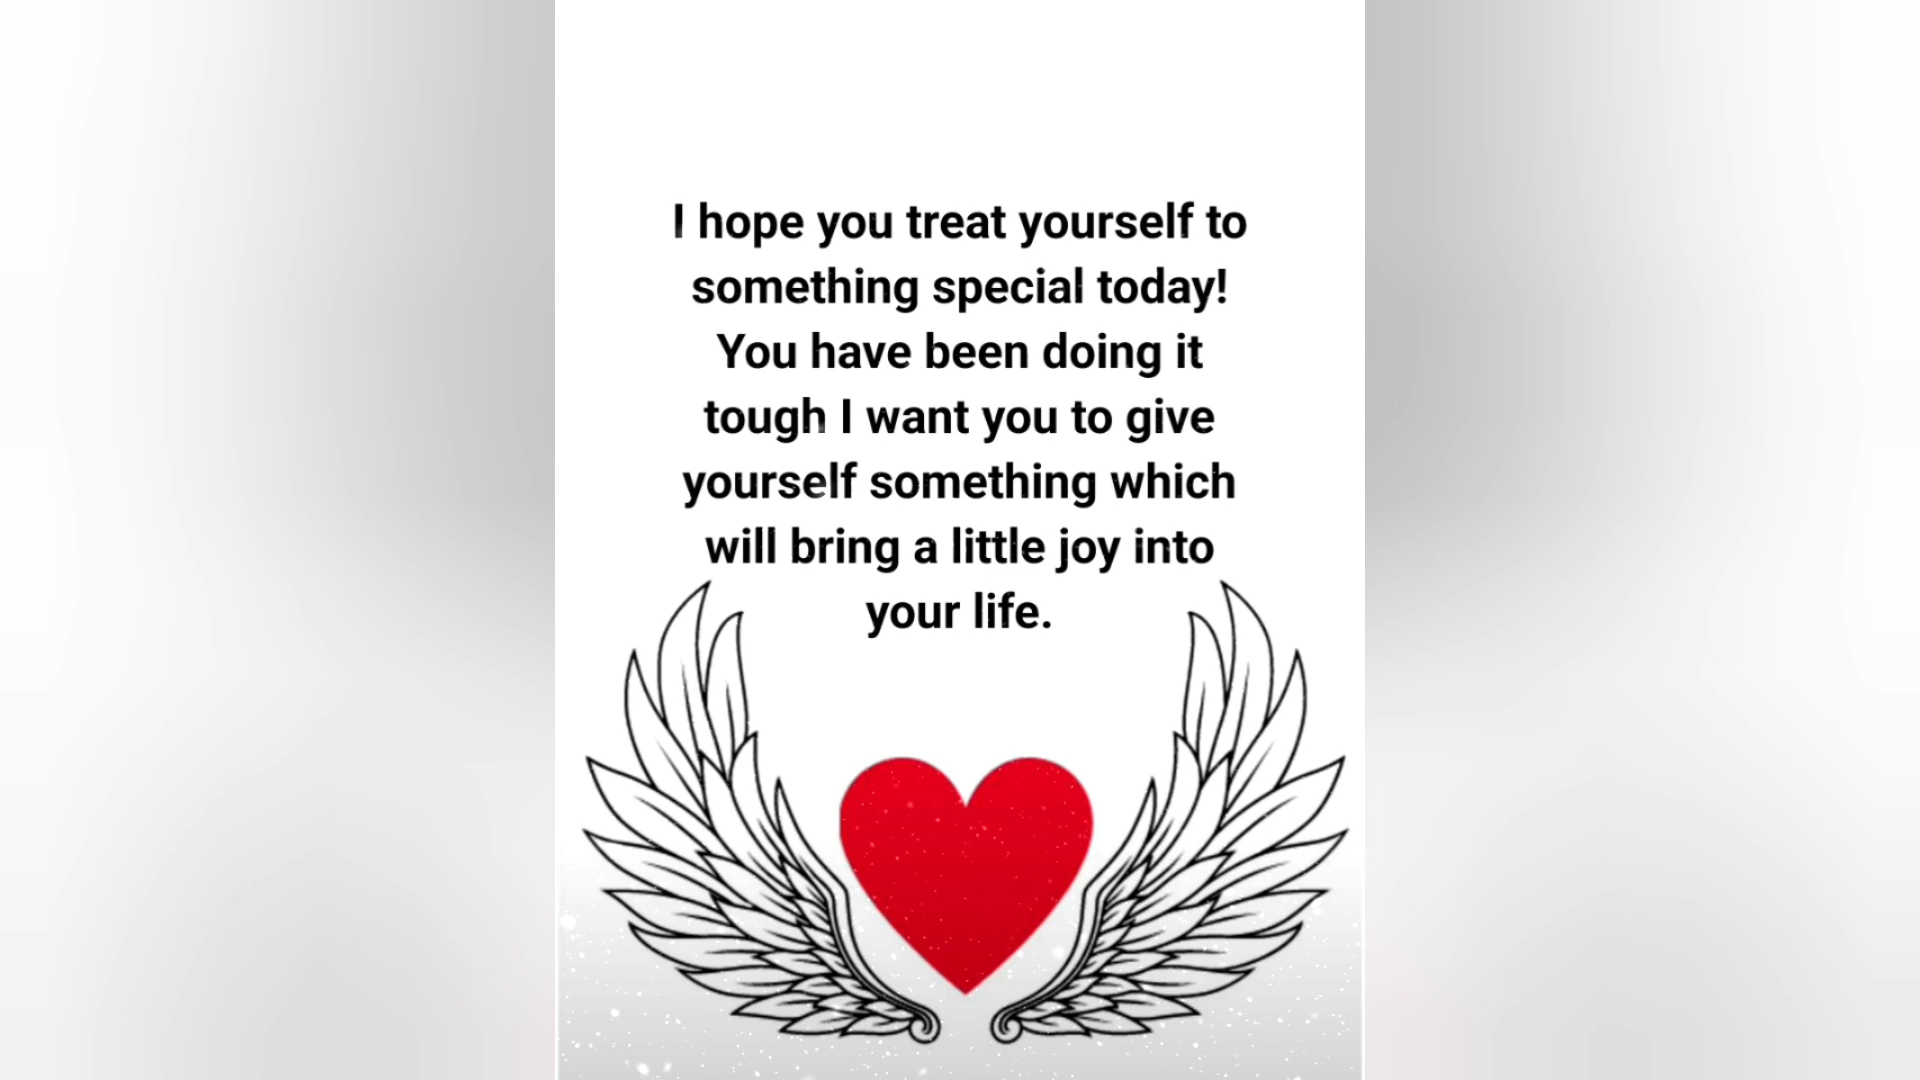 I hope you treat yourself to
something special today!
You have been doing it
tough I want you to give
yourself something which
will bring a little joy into
your life.